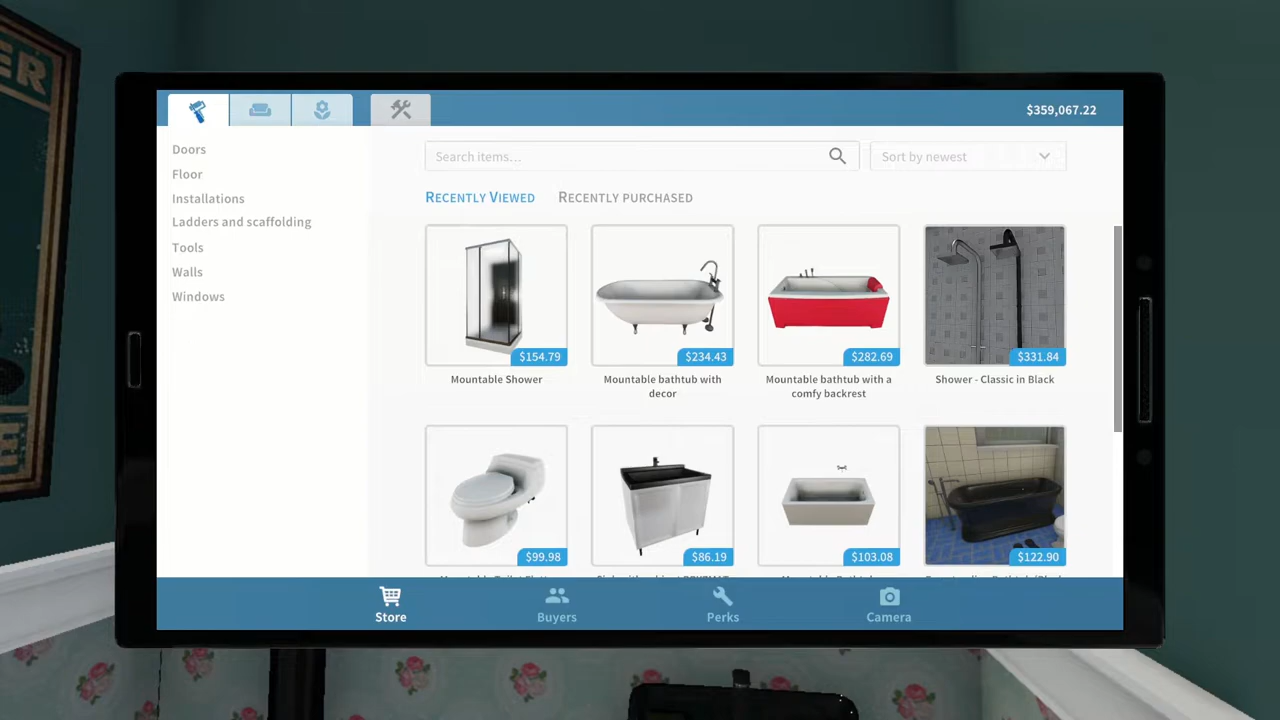 $359,067.22
Doors
Floor
Installations
Ladders and scaffolding
Tools
Walls
Windows
Search items...
Sort by newest
RECENTLY VIEWED
RECENTLY PURCHASED
$154.79
$234.43
$282.69
$331.84
Mountable Shower
Mountable bathtub with
decor
Mountable bathtub with a
comfy backrest
Shower - Classic in Black
$99.98
$86.19
$103.08
$122.90
Store
Buyers
Perks
Camera
ER
E